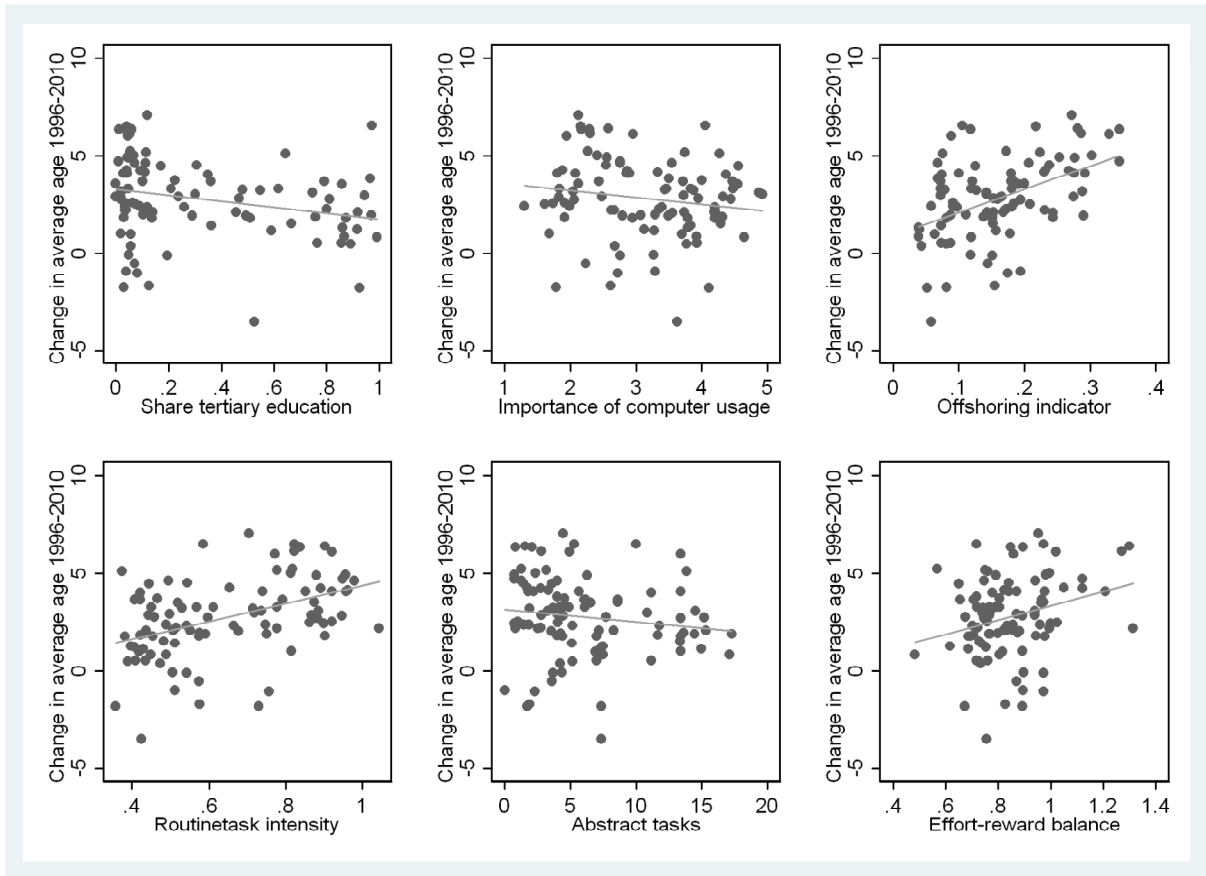 Change in average age 1996-2010
-5 0 5 10
0 .2 .4 .6 .8 1
Share tertiary education
Change in average age 1996-2010
-5 0 5 10
1 2 3 4 5
Importance of computer usage
Change in average age 1996-2010
-5 0 5 10
0 .1 .2 .3 .4
Offshoring indicator
Change in average age 1996-2010
-5 0 5 10
.4 .6 .8 1
Routinetask intensity
Change in average age 1996-2010
-5 0 5 10
0 5 10 15 20
Abstract tasks
Change in average age 1996-2010
-5 0 5 10
.4 .6 .8 1 1.2 1.4
Effort-reward balance